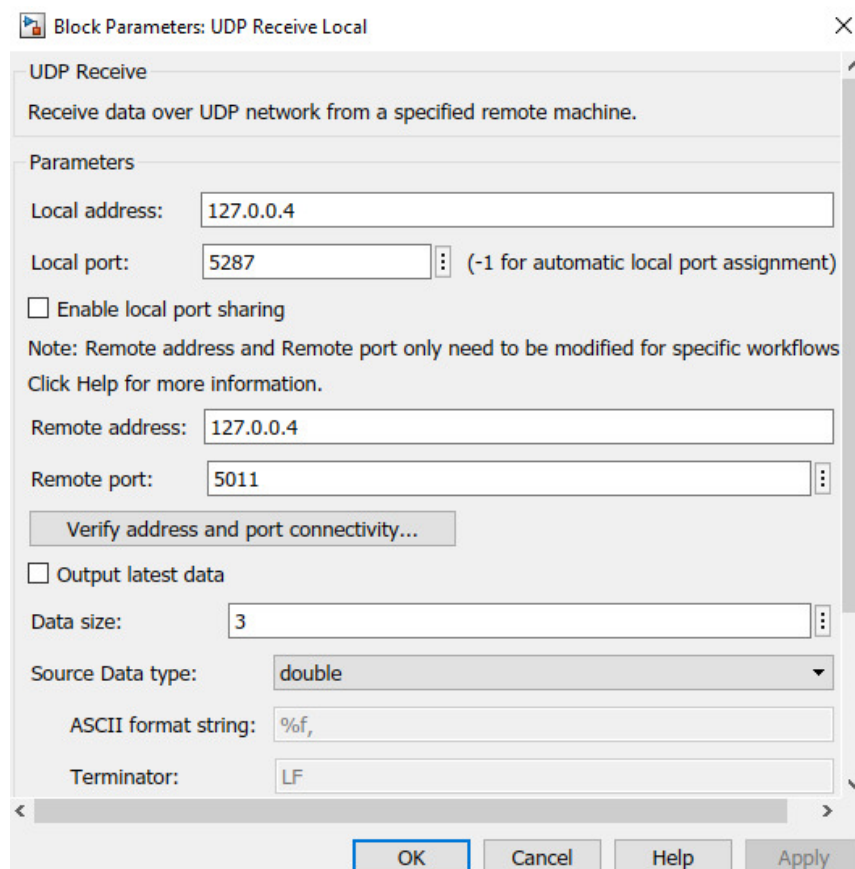 Block Parameters: UDP Receive Local
UDP Receive
Receive data over UDP network from a specified remote machine.
Parameters
Local address: 127.0.0.4
Local port: 5287 (-1 for automatic local port assignment)
Enable local port sharing
Note: Remote address and Remote port only need to be modified for specific workflows
Click Help for more information.
Remote address: 127.0.0.4
Remote port: 5011
Verify address and port connectivity...
Output latest data
Data size: 3
Source Data type: double
ASCII format string: %f,
Terminator: LF
OK Cancel Help Apply